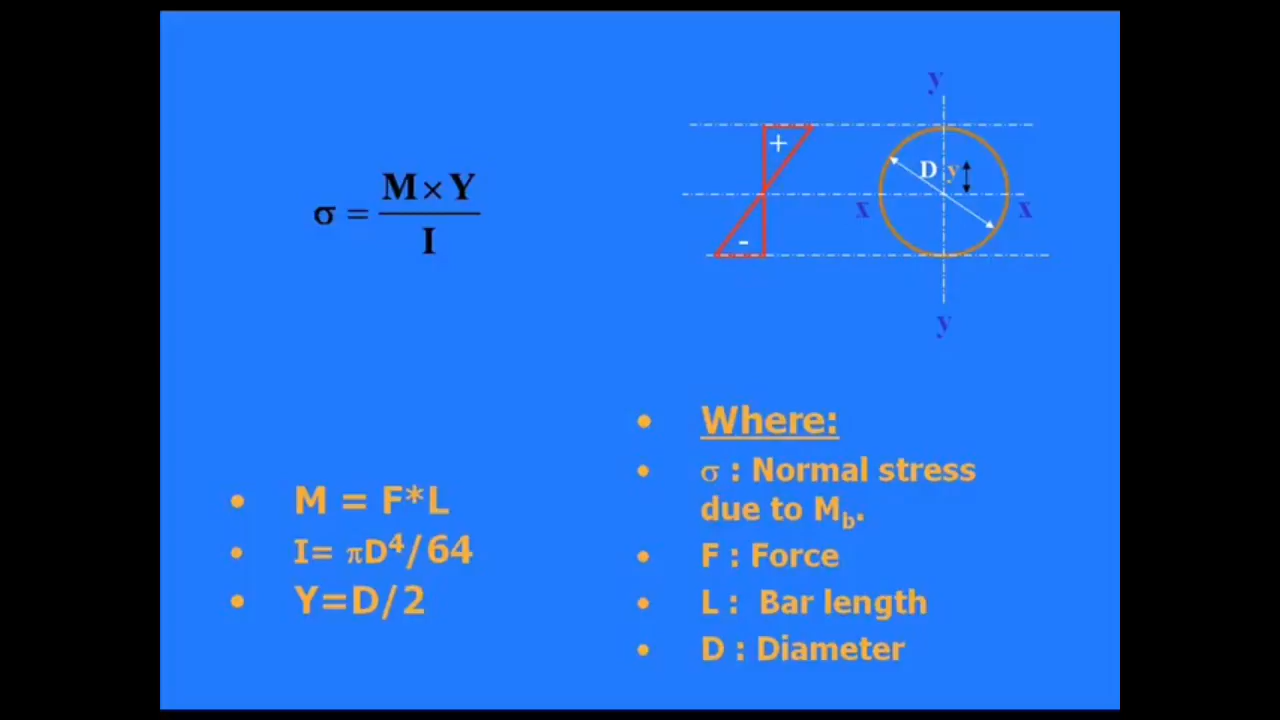 σ = M × Y / I
y
+
D y
x x
-
y
• M = F*L
• I= πD⁴/64
• Y=D/2
• Where:
• σ : Normal stress
due to Mb.
• F : Force
• L : Bar length
• D : Diameter